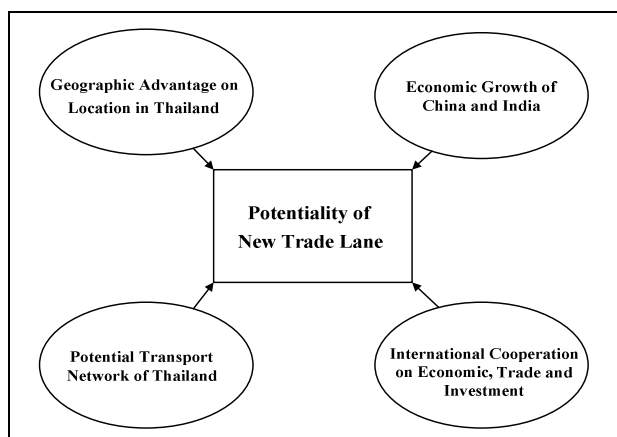 Geographic Advantage on
Location in Thailand
Economic Growth of
China and India
Potentiality of
New Trade Lane
Potential Transport
Network of Thailand
International Cooperation
on Economic, Trade and
Investment